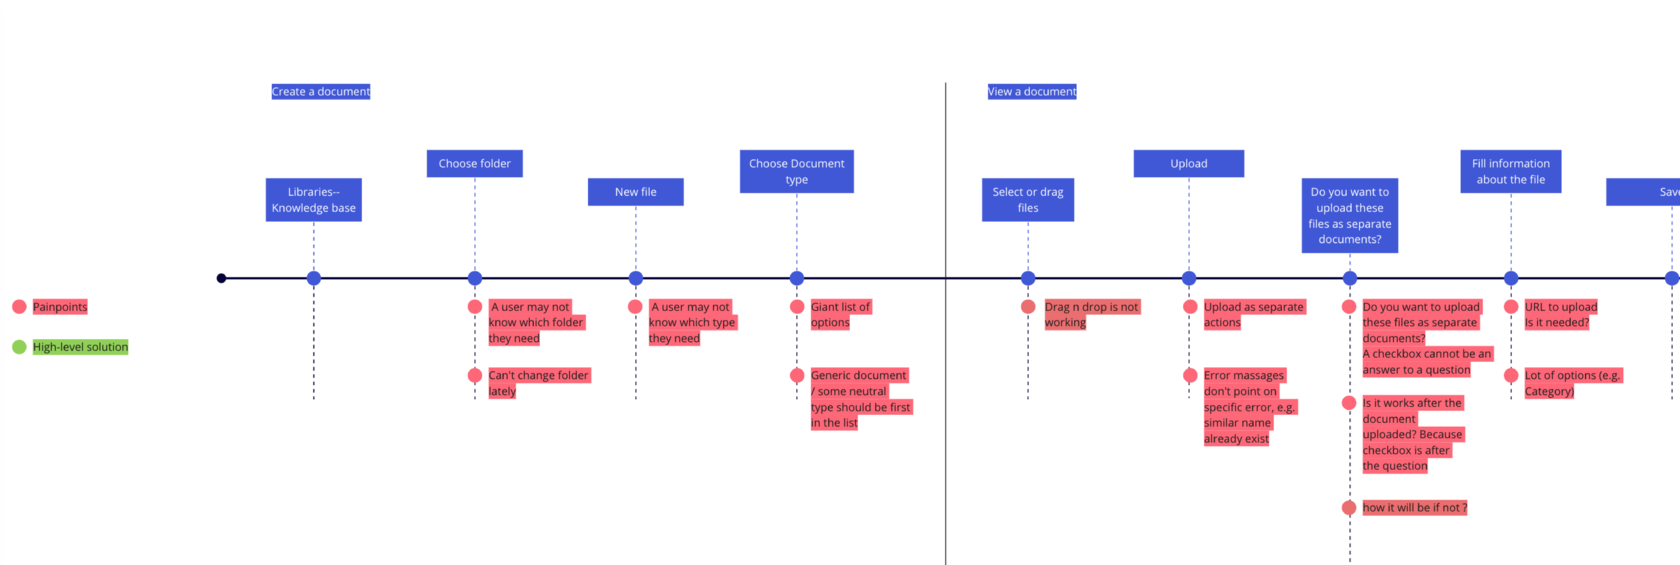 Create a document
View a document
Choose folder
Choose Document
type
Upload
Fill information
about the file
Libraries--
Knowledge base
New file
Select or drag
files
Do you want to
upload these
files as separate
documents?
Sav
Painpoints
High-level solution
A user may not
know which folder
they need
Can't change folder
lately
A user may not
know which type
they need
Giant list of
options
Generic document
/ some neutral
type should be first
in the list
Drag n drop is not
working
Upload as separate
actions
Error massages
don't point on
specific error, e.g.
similar name
already exist
Do you want to upload
these files as separate
documents?
A checkbox cannot be an
answer to a question
Is it works after the
document
uploaded? Because
checkbox is after
the question
how it will be if not ?
URL to upload
Is it needed?
Lot of options (e.g.
Category)